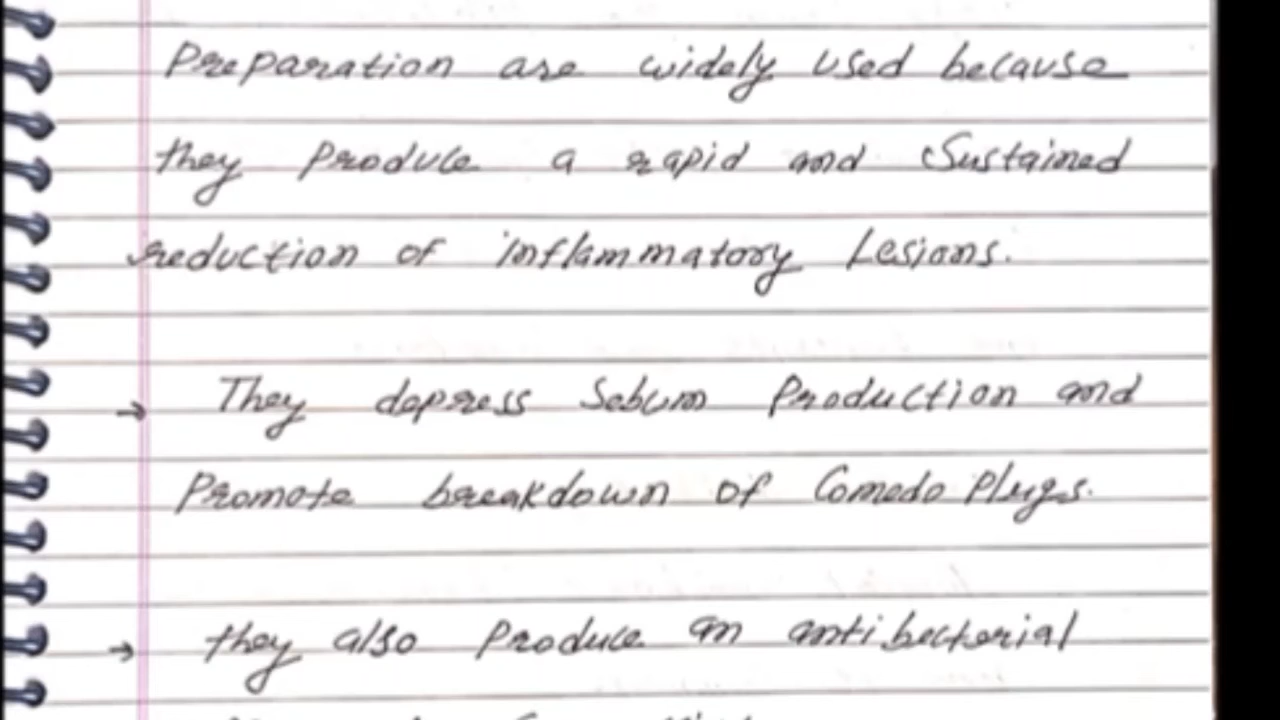 Preparation are widely used because
they produce a rapid and Sustained
reduction of inflammatory Lesions.
→ They depress Sebum Production and
Promote breakdown of Comedo Plugs.
→ they also Produce an antibacterial